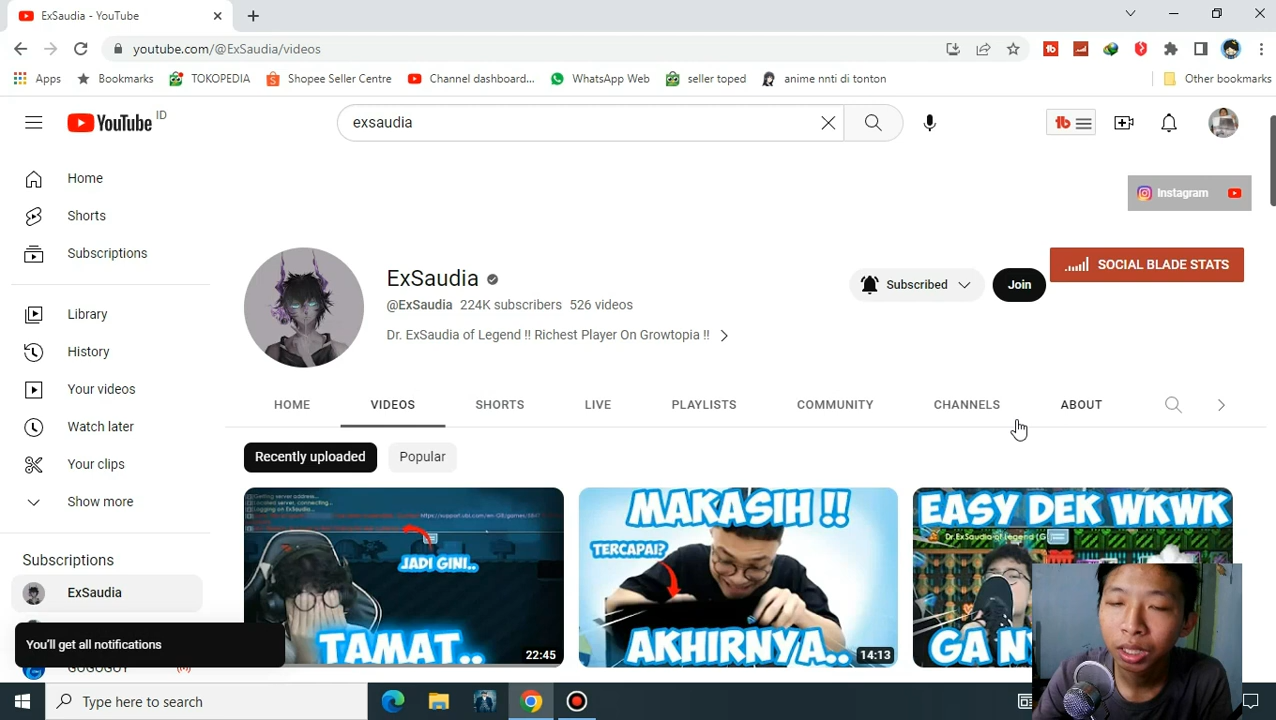 ExSaudia - YouTube
youtube.com/@ExSaudia/videos
Apps Bookmarks TOKOPEDIA Shopee Seller Centre Channel dashboard... WhatsApp Web seller toped anime nnti di tonton Other bookmarks
YouTube ID
exsaudia
Home
Shorts
Subscriptions
Library
History
Your videos
Watch later
Your clips
Show more
Subscriptions
ExSaudia
You'll get all notifications
Instagram
ExSaudia
@ExSaudia 224K subscribers 526 videos
Dr. ExSaudia of Legend !! Richest Player On Growtopia !!
Subscribed
Join
SOCIAL BLADE STATS
HOME VIDEOS SHORTS LIVE PLAYLISTS COMMUNITY CHANNELS ABOUT
Recently uploaded Popular
JADI GINI..
TAMAT..
22:45
MAKASIH !!
TERCAPAI?
AKHIRNYA..
14:13
EASY DEK WKWK
Dr.ExSaudia of legend
GA
Type here to search